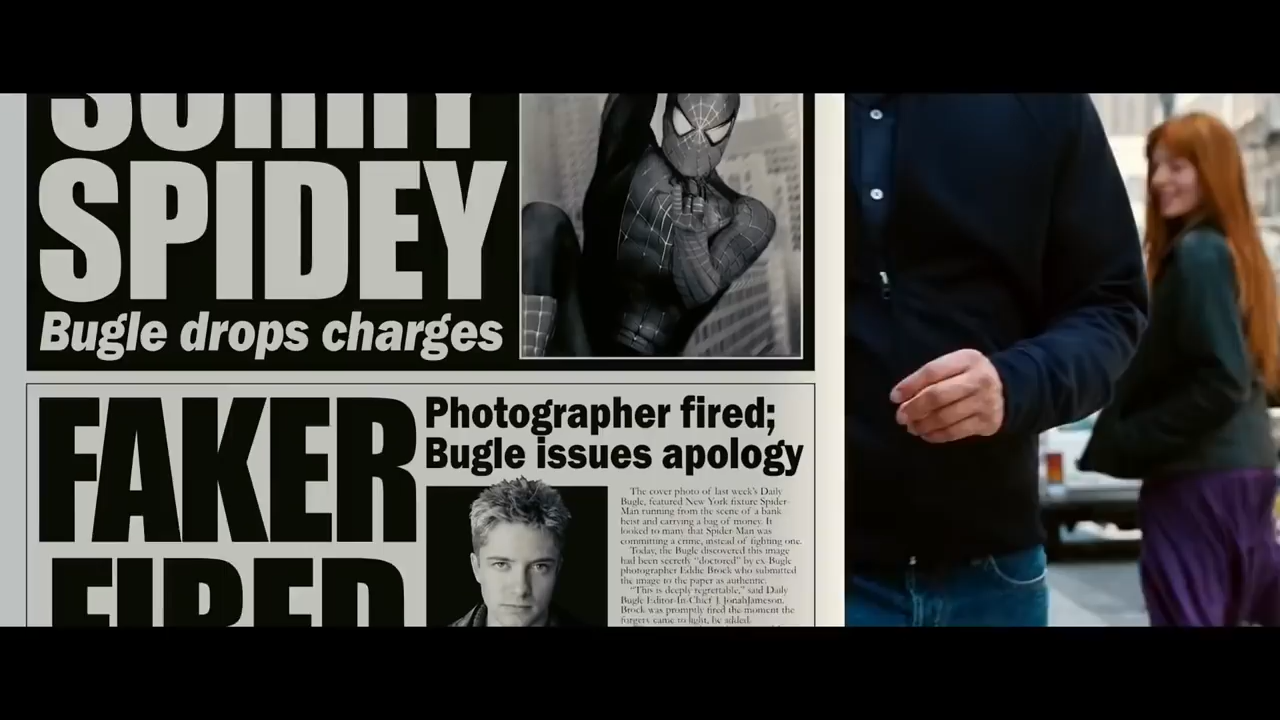 SORRY
SPIDEY
Bugle drops charges
FAKER
FIRED
Photographer fired;
Bugle issues apology
The cover photo of last week's Daily
Bugle, featured New York fixture Spider-
Man running from the scene of a bank
heist and carrying a bag of money. It
looked to many that Spider-Man was
committing a crime, instead of fighting one.
Today, the Bugle discovered this image
had been secretly "doctored" by ex-Bugle
photographer Eddie Brock who submitted
the image to the paper as authentic.
"This is deeply regrettable," said Daily
Bugle Editor-In-Chief J. JonahJameson.
Brock was promptly fired the moment the
forgery came to light, he added.